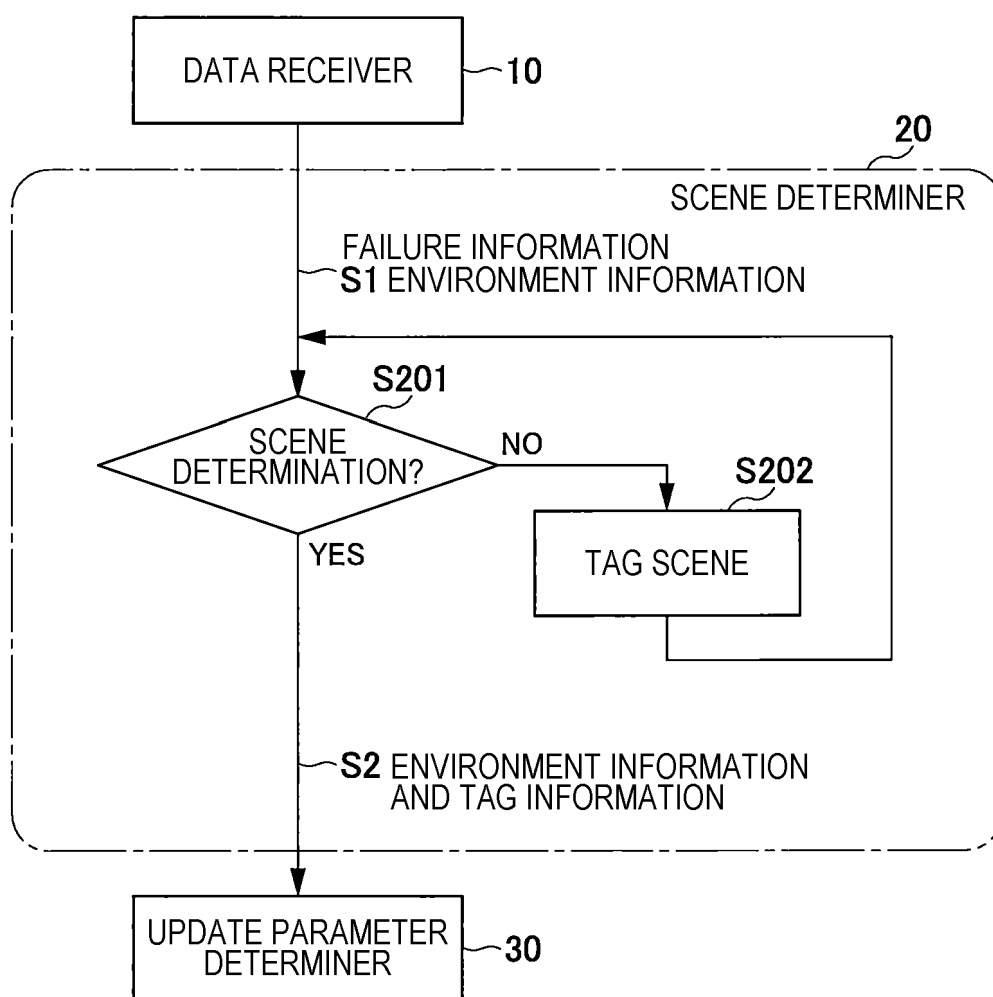 DATA RECEIVER
10
20
SCENE DETERMINER
FAILURE INFORMATION
S1 ENVIRONMENT INFORMATION
S201
SCENE
DETERMINATION?
NO
S202
TAG SCENE
YES
S2 ENVIRONMENT INFORMATION
AND TAG INFORMATION
UPDATE PARAMETER
DETERMINER
30